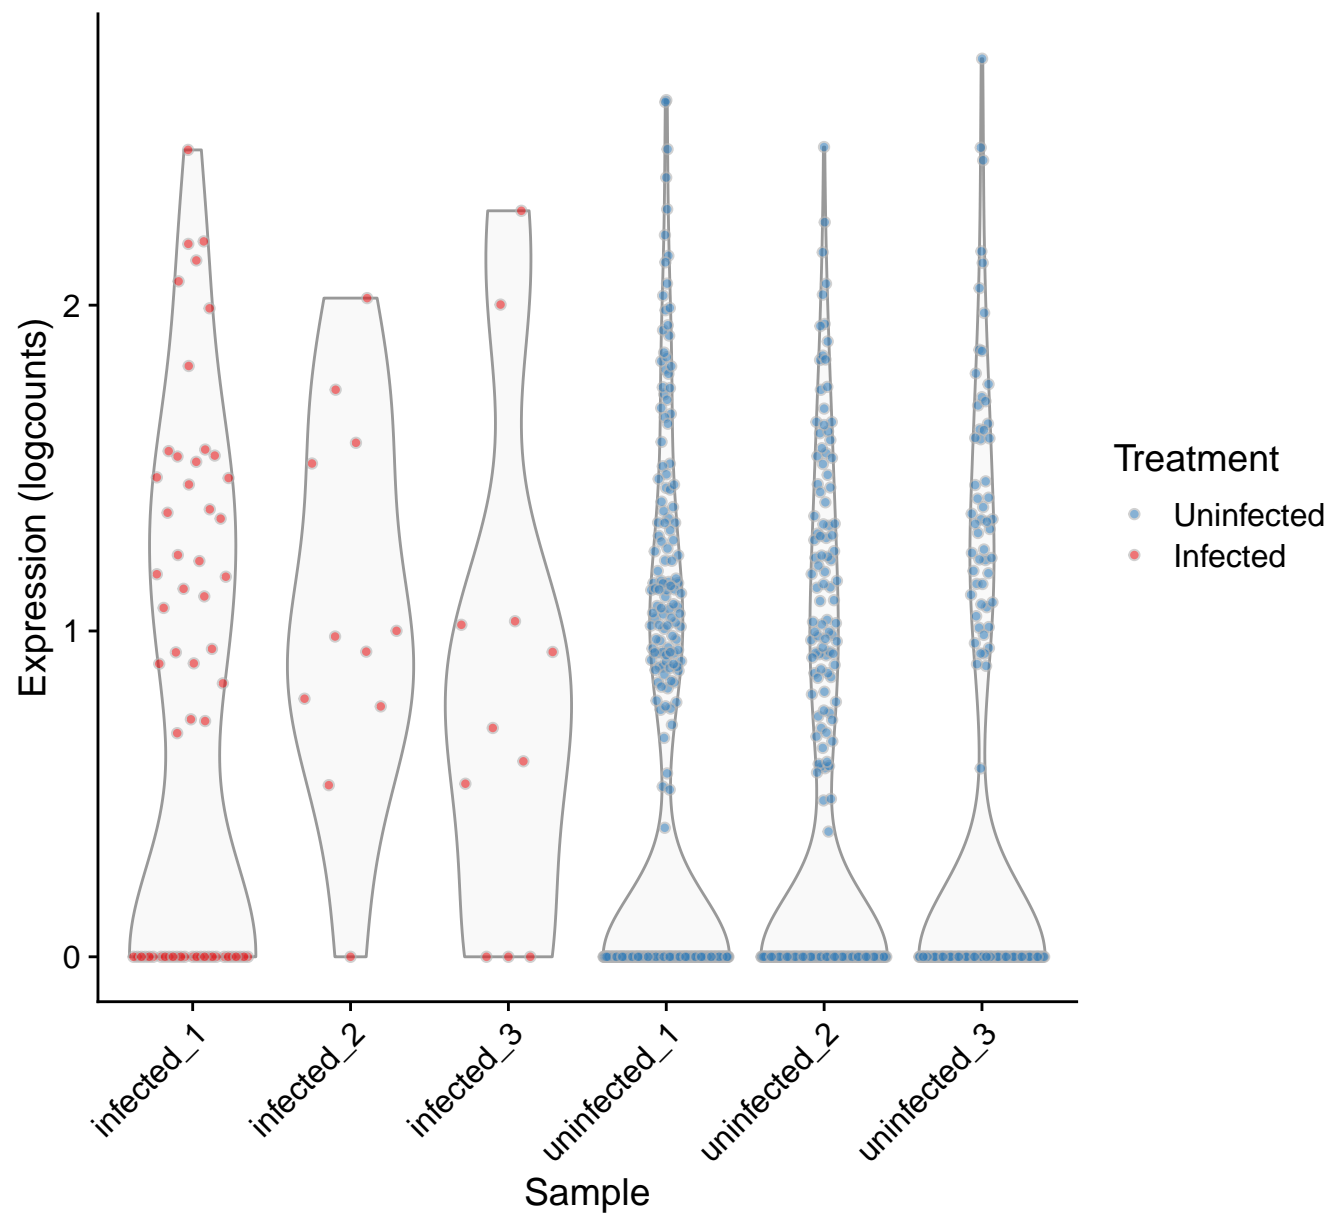 Expression (logcounts)
2
1
0
infected_1
infected_2
infected_3
uninfected_1
uninfected_2
uninfected_3
Sample
Treatment
Uninfected
Infected